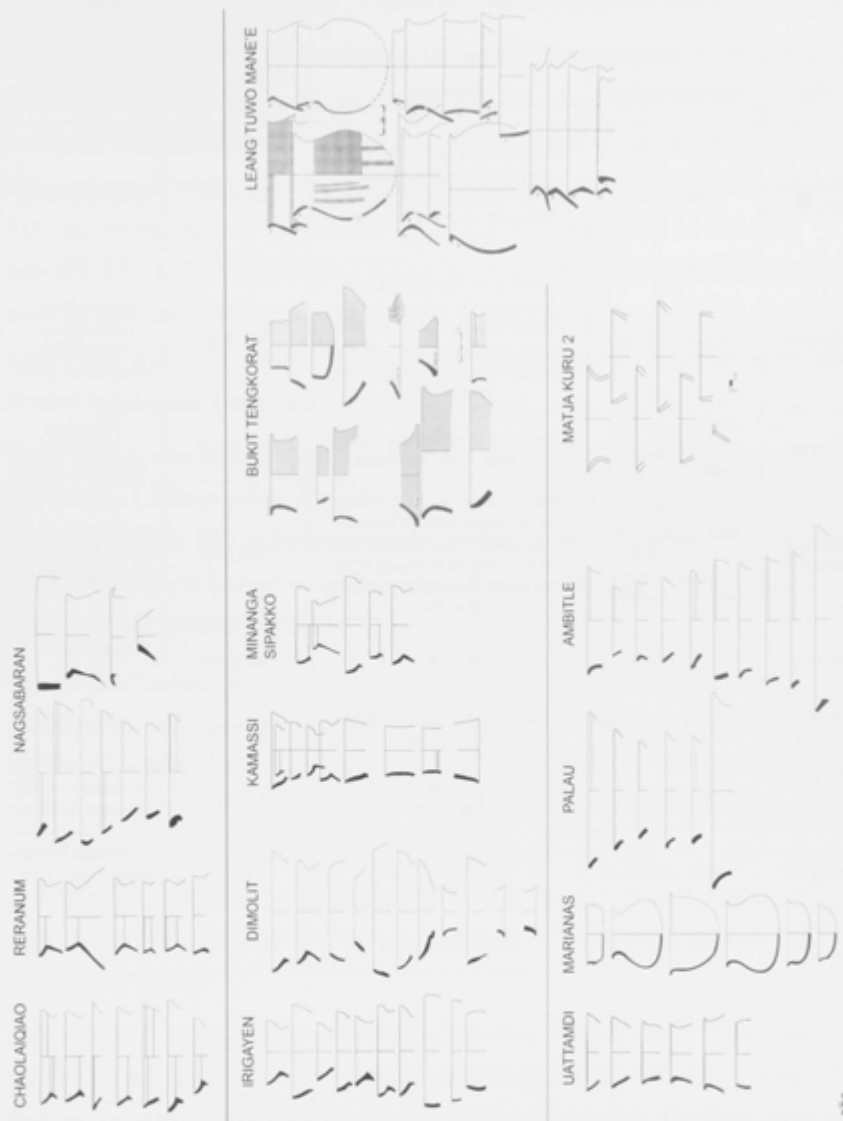 CHAOLAIQIAO
RERANUM
NAGSABARAN
IRIGAYEN
DIMOLIT
KAMASSI
MINANGA
SIPAKKO
BUKIT TENGKORAT
LEANG TUWO MANE'E
UATTAMDI
MARIANAS
PALAU
AMBITLE
MATJA KURU 2